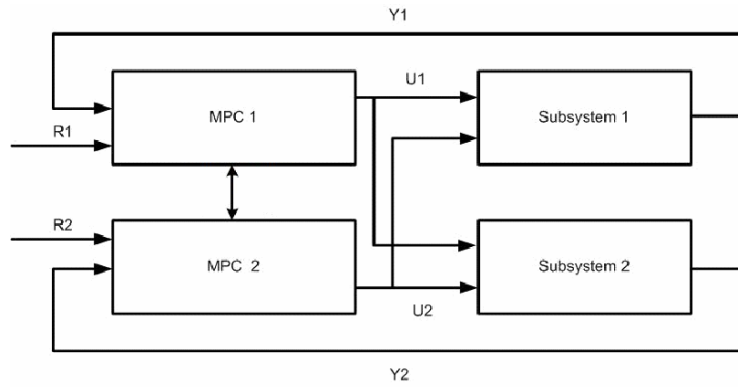 Y1
U1
MPC 1
Subsystem 1
R1
R2
MPC 2
Subsystem 2
U2
Y2